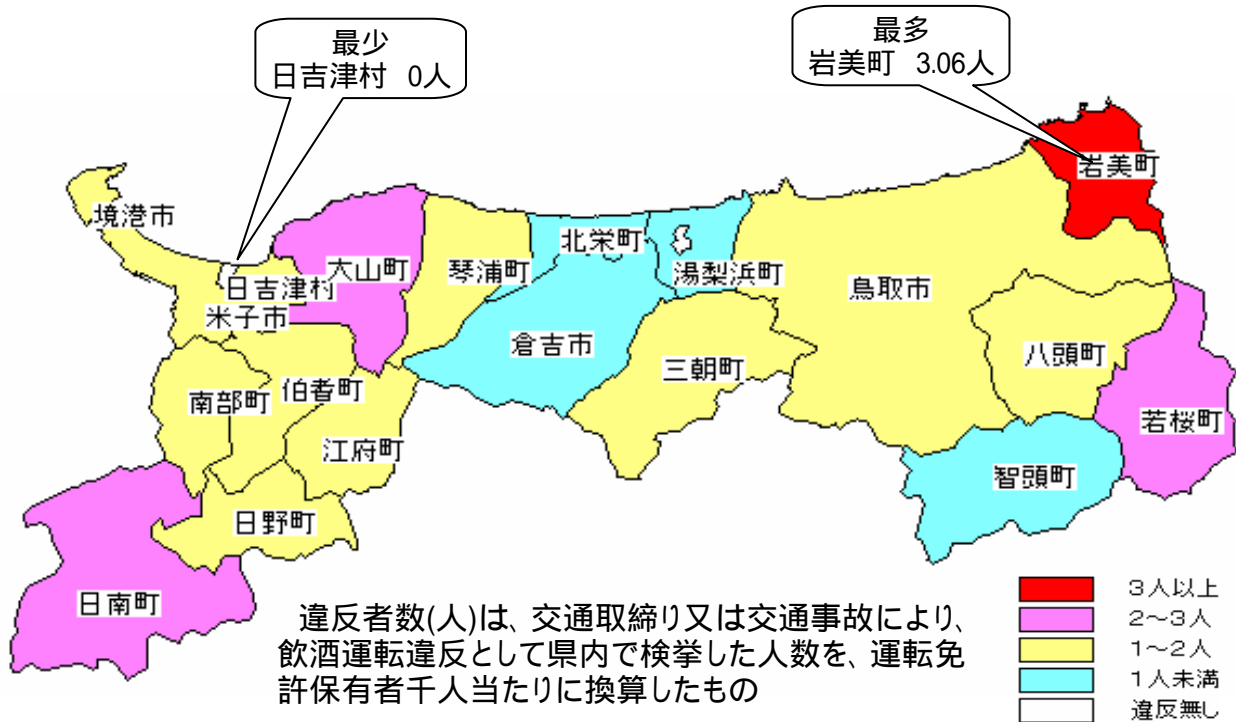 最少
日吉津村 0人
最多
岩美町 3.06人
岩美町
境港市
北栄町
大山町
琴浦町
湯梨浜町
日吉津村
鳥取市
米子市
倉吉市
八頭町
三朝町
伯耆町
南部町
若桜町
江府町
智頭町
日野町
日南町
違反者数(人)は、交通取締り又は交通事故により、
飲酒運転違反として県内で検挙した人数を、運転免
許保有者千人当たりに換算したもの
3人以上
2～3人
1～2人
1人未満
違反無し